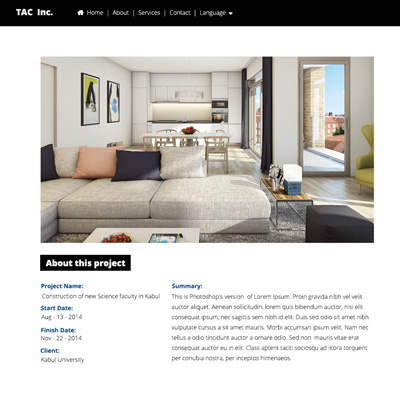 TAC Inc.
Home | About | Services | Contact | Language
About this project
Project Name:
Construction of new Science faculty in Kabul
Start Date:
Aug - 13 - 2014
Finish Date:
Nov - 22 - 2014
Client:
Kabul University
Summary:
This is Photoshop's version of Lorem Ipsum. Proin gravida nibh vel velit
auctor aliquet. Aenean sollicitudin, lorem quis bibendum auctor, nisi elit
consequat ipsum, nec sagittis sem nibh id elit. Duis sed odio sit amet nibh
vulputate cursus a sit amet mauris. Morbi accumsan ipsum velit. Nam nec
tellus a odio tincidunt auctor a ornare odio. Sed non mauris vitae erat
consequat auctor eu in elit. Class aptent taciti sociosqu ad litora torquent
per conubia nostra, per inceptos himenaeos.